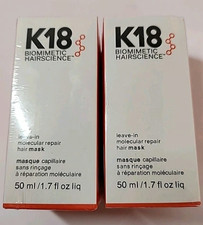 K18
BIOMIMETIC
HAIRSCIENCE
leave-in
molecular repair
hair mask
masque capillaire
sans rinçage
à réparation moléculaire
50 ml / 1.7 fl oz liq
K18
BIOMIMETIC
HAIRSCIENCE
leave-in
molecular repair
hair mask
masque capillaire
sans rinçage
à réparation moléculaire
50 ml / 1.7 fl oz liq